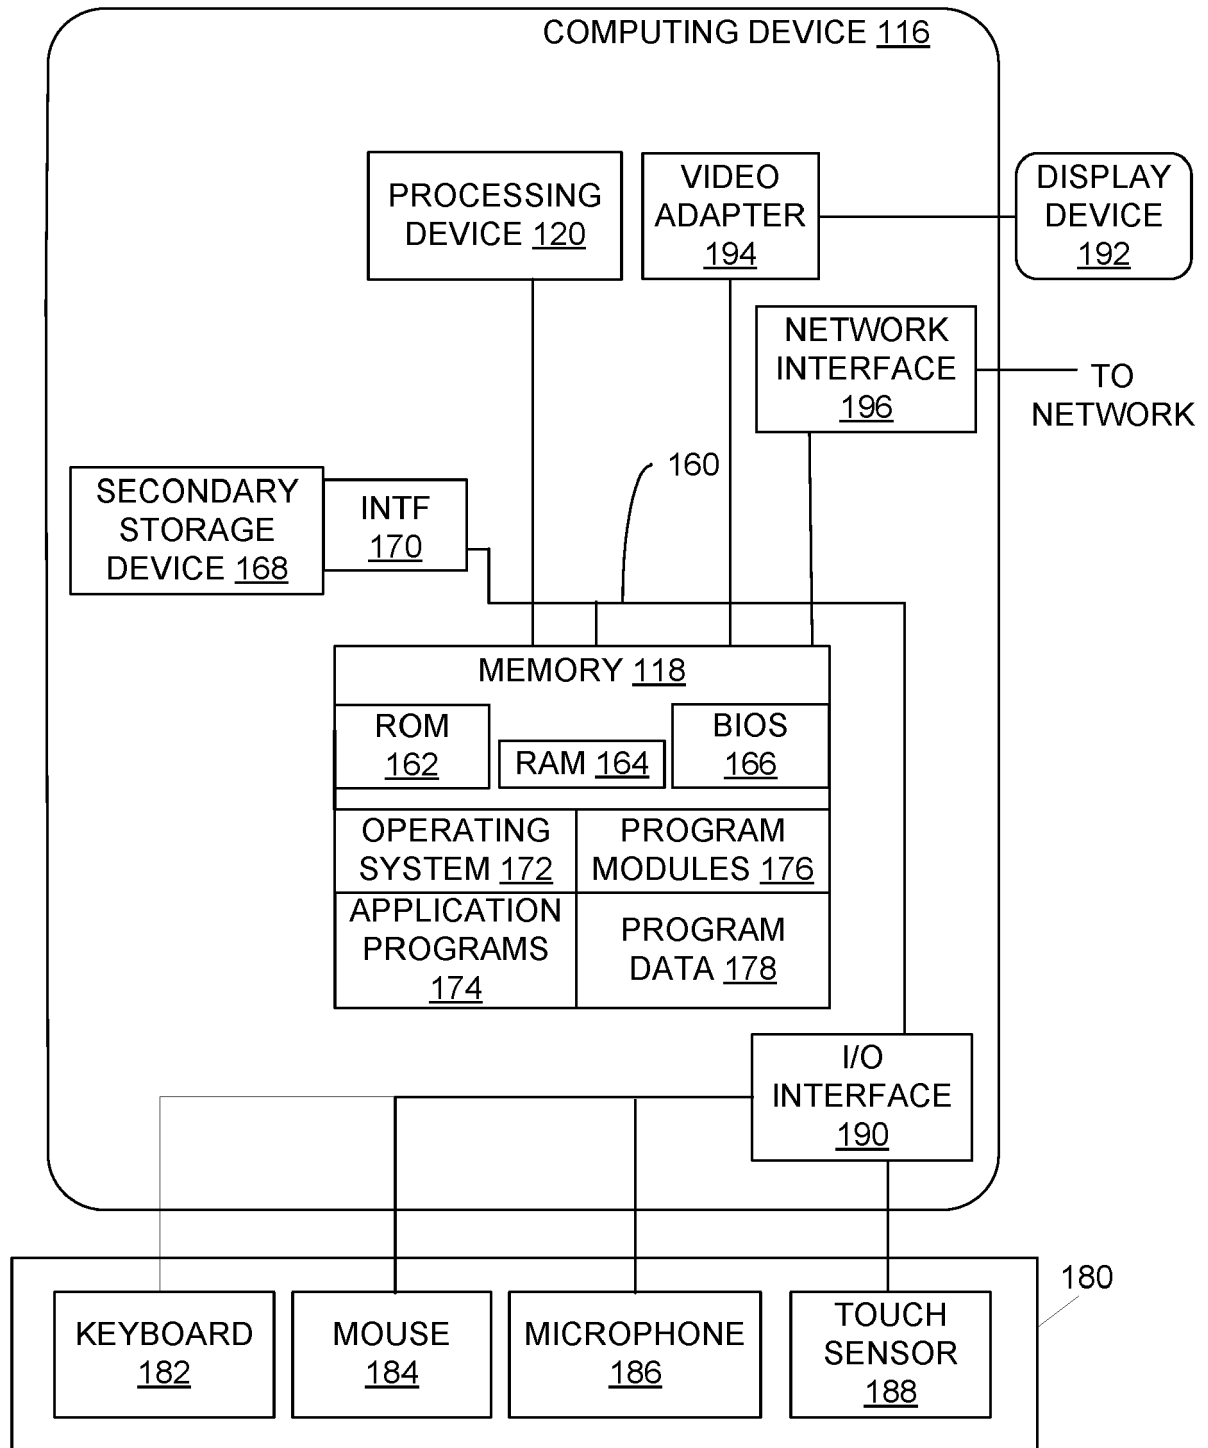 COMPUTING DEVICE 116
PROCESSING
DEVICE 120
VIDEO
ADAPTER
194
DISPLAY
DEVICE
192
NETWORK
INTERFACE
196
TO
NETWORK
160
SECONDARY
STORAGE
DEVICE 168
INTF
170
MEMORY 118
ROM
162
RAM 164
BIOS
166
OPERATING
SYSTEM 172
PROGRAM
MODULES 176
APPLICATION
PROGRAMS
174
PROGRAM
DATA 178
I/O
INTERFACE
190
180
KEYBOARD
182
MOUSE
184
MICROPHONE
186
TOUCH
SENSOR
188